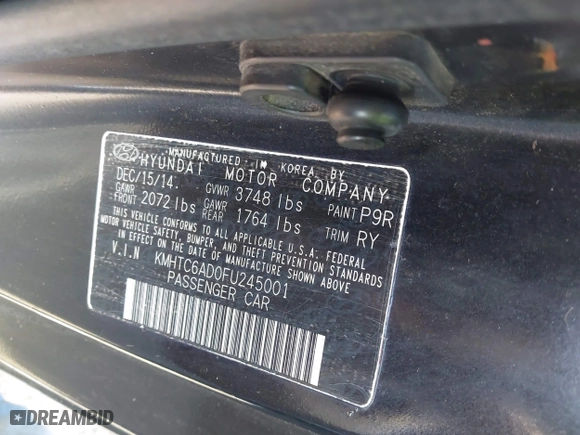 MANUFACTURED IN KOREA BY
HYUNDAI MOTOR COMPANY
DEC/15/14. GVWR 3748 lbs PAINT P9R
GAWR FRONT 2072 lbs GAWR REAR 1764 lbs TRIM RY
THIS VEHICLE CONFORMS TO ALL APPLICABLE U.S.A. FEDERAL
MOTOR VEHICLE SAFETY, BUMPER, AND THEFT PREVENTION STANDARDS
IN EFFECT ON THE DATE OF MANUFACTURE SHOWN ABOVE
V.I.N KMHTC6AD0FU245001
PASSENGER CAR
DREAMBID